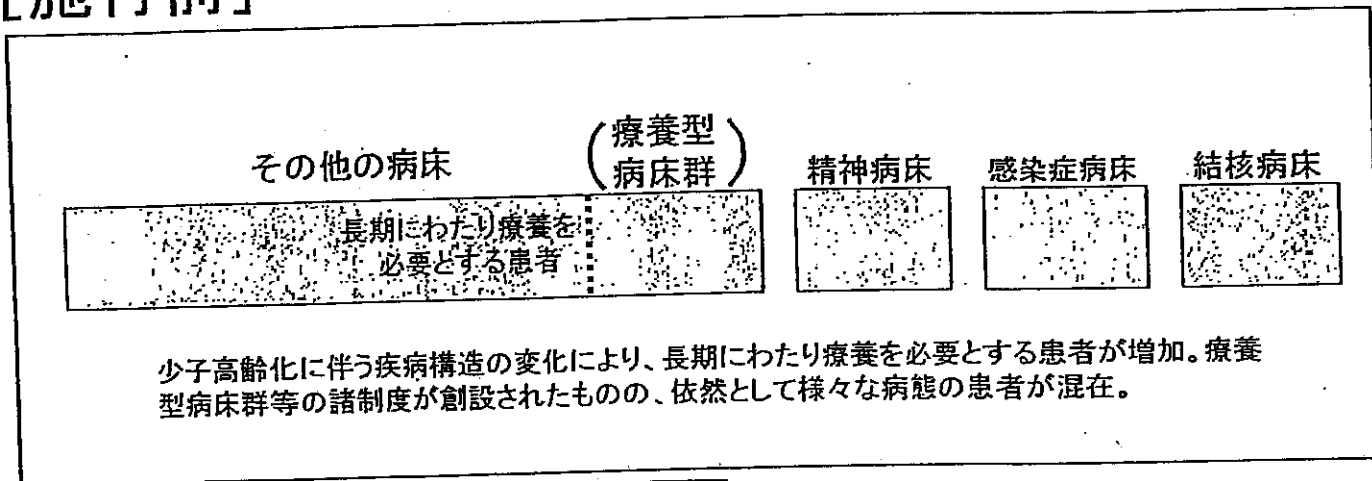 [施行前]
その他の病床
(療養型
病床群)
精神病床
感染症病床
結核病床
長期にわたり療養を
必要とする患者
少子高齢化に伴う疾病構造の変化により、長期にわたり療養を必要とする患者が増加。療養
型病床群等の諸制度が創設されたものの、依然として様々な病態の患者が混在。